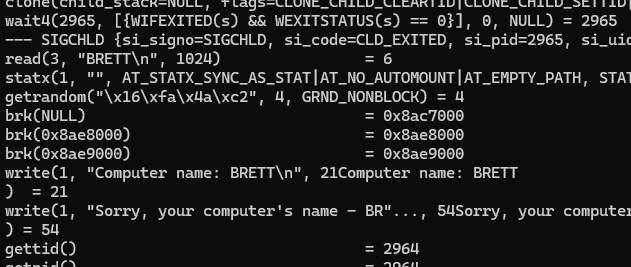 clone(child_stack=NULL, flags=CLONE_CHILD_CLEARTID|CLONE_CHILD_SETTID|
wait4(2965, [{WIFEXITED(s) && WEXITSTATUS(s) == 0}], 0, NULL) = 2965
--- SIGCHLD {si_signo=SIGCHLD, si_code=CLD_EXITED, si_pid=2965, si_uid
read(3, "BRETT\n", 1024)                = 6
statx(1, "", AT_STATX_SYNC_AS_STAT|AT_NO_AUTOMOUNT|AT_EMPTY_PATH, STAT
getrandom("\x16\xfa\x4a\xc2", 4, GRND_NONBLOCK) = 4
brk(NULL)                               = 0x8ac7000
brk(0x8ae8000)                          = 0x8ae8000
brk(0x8ae9000)                          = 0x8ae9000
write(1, "Computer name: BRETT\n", 21Computer name: BRETT
)  = 21
write(1, "Sorry, your computer's name - BR"..., 54Sorry, your computer
) = 54
gettid()                                = 2964
getpid()                                = 2964